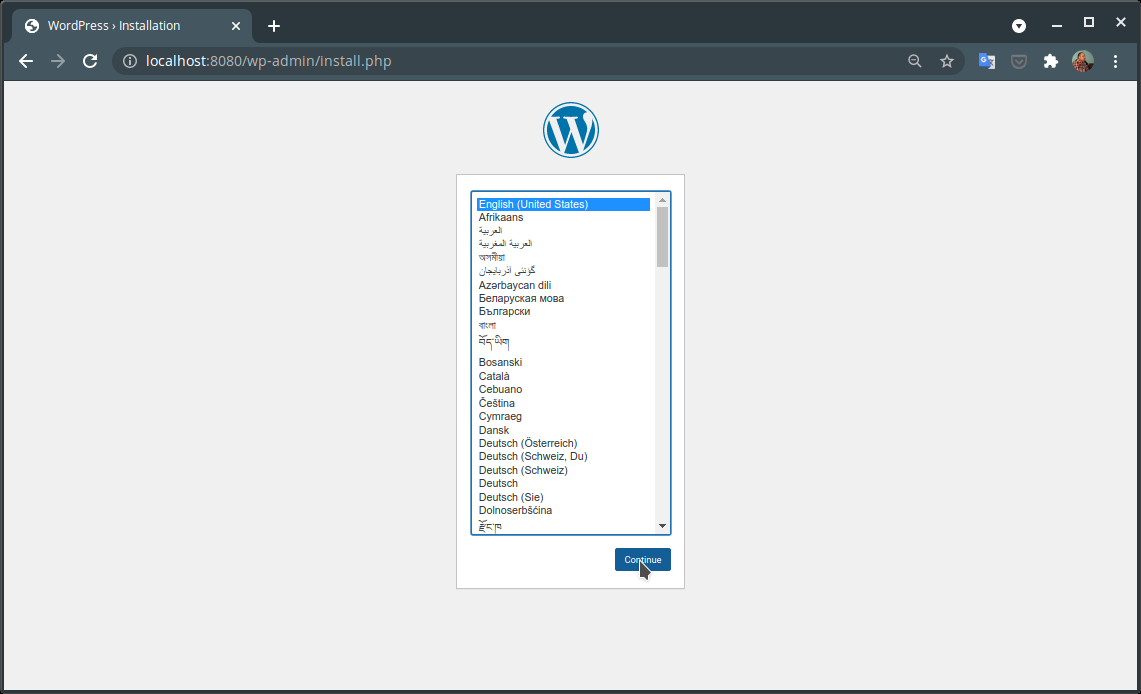 WordPress › Installation
localhost:8080/wp-admin/install.php
English (United States)
Afrikaans
العربية
العربية المغربية
অসমীয়া
گؤنئی آذربایجان
Azərbaycan dili
Беларуская мова
Български
বাংলা
བོད་ཡིག
Bosanski
Català
Cebuano
Čeština
Cymraeg
Dansk
Deutsch (Österreich)
Deutsch (Schweiz, Du)
Deutsch (Schweiz)
Deutsch
Deutsch (Sie)
Dolnoserbšćina
རྫོང་ཁ
Continue